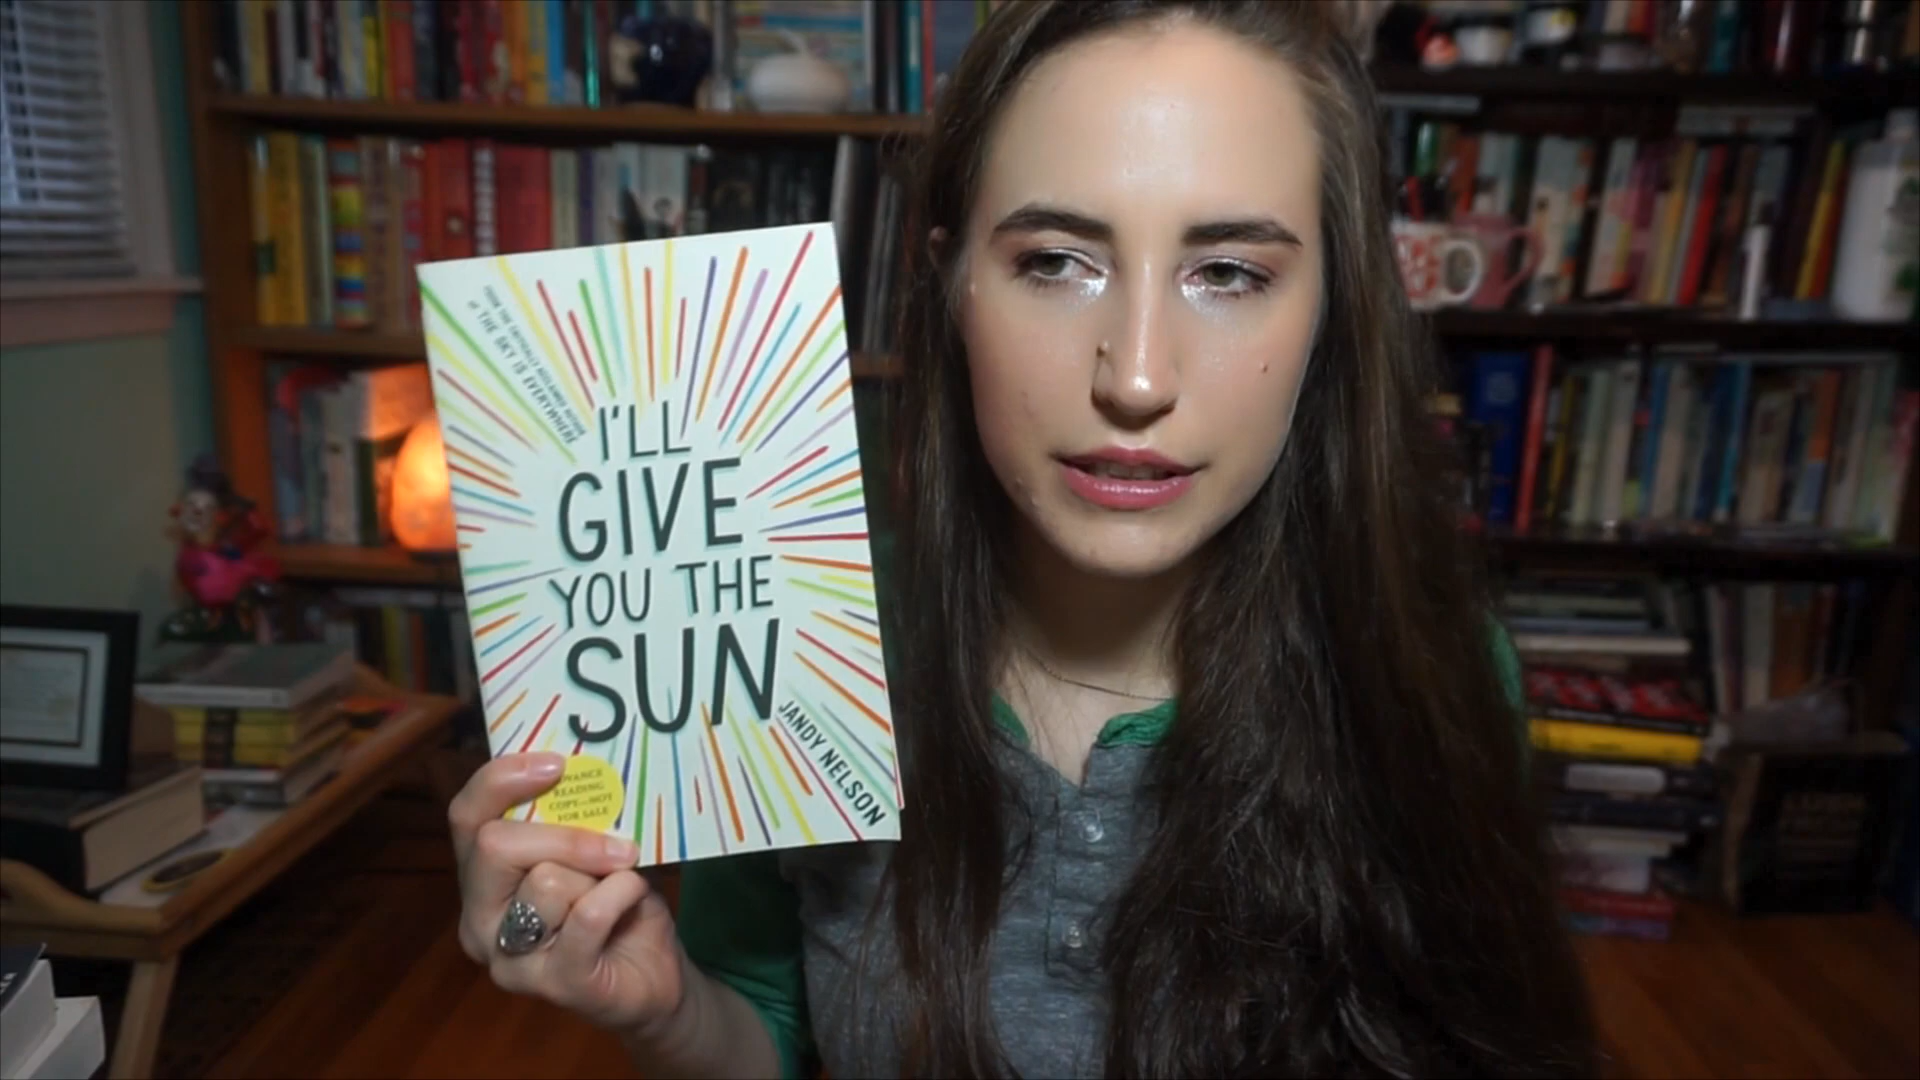 FROM THE CRITICALLY ACCLAIMED AUTHOR
of THE SKY IS EVERYWHERE
I'LL
GIVE
YOU THE
SUN
JANDY NELSON
ADVANCE
READING
COPY—NOT
FOR SALE